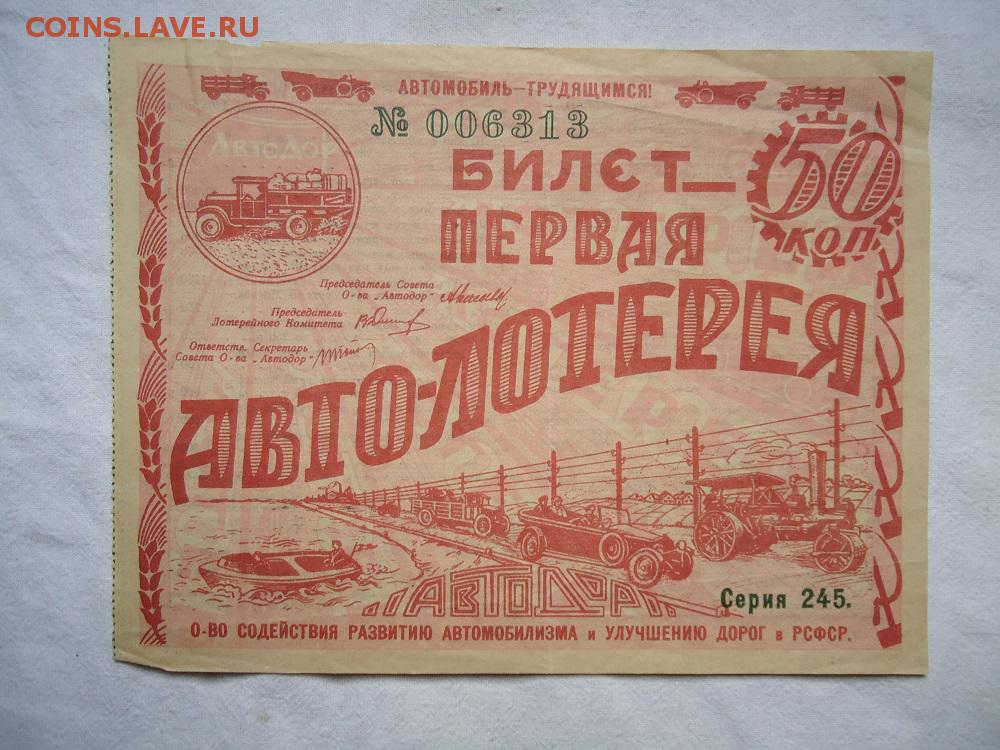 COINS.LAVE.RU
АВТОМОБИЛЬ-ТРУДЯЩИМСЯ!
№ 006313
АВТОДОР
БИЛЄТ
50
КОП
ПЕРВАЯ
Председатель Совета
О-ва „Автодор"
Председатель
Лотерейного Комитета
Ответств. Секретарь
Совета О-ва „Автодор"
АВТО-ЛОТЕРЕЯ
АВТОДОР
Серия 245.
О-ВО СОДЕЙСТВИЯ РАЗВИТИЮ АВТОМОБИЛИЗМА и УЛУЧШЕНИЮ ДОРОГ в РСФСР.